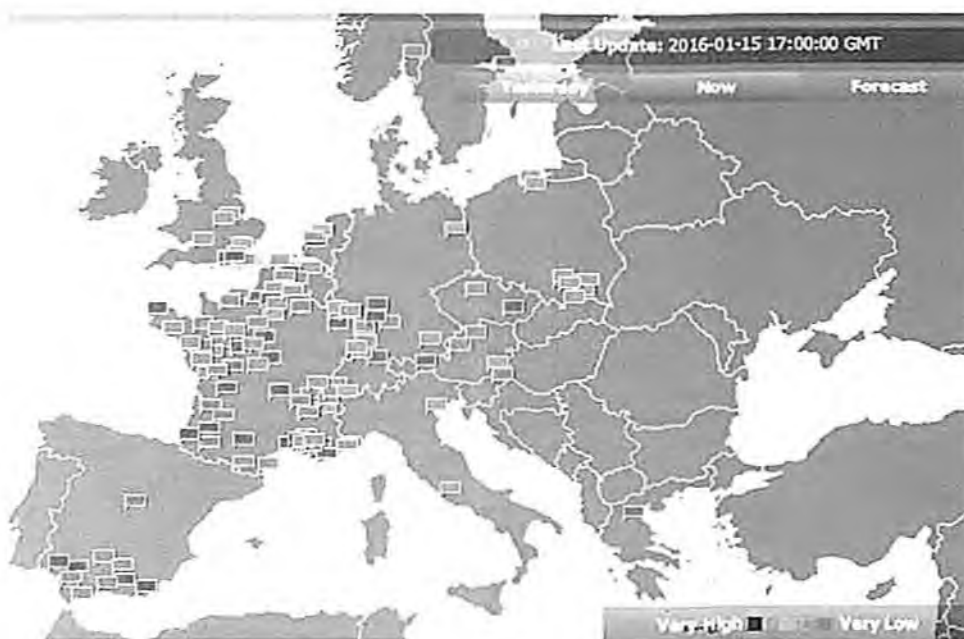 Last Update: 2016-01-15 17:00:00 GMT
Yesterday Now Forecast
Very High Very Low